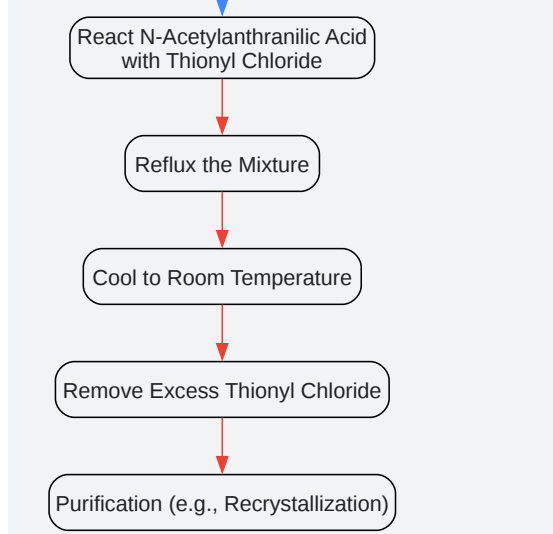 React N-Acetylanthranilic Acid
with Thionyl Chloride
Reflux the Mixture
Cool to Room Temperature
Remove Excess Thionyl Chloride
Purification (e.g., Recrystallization)